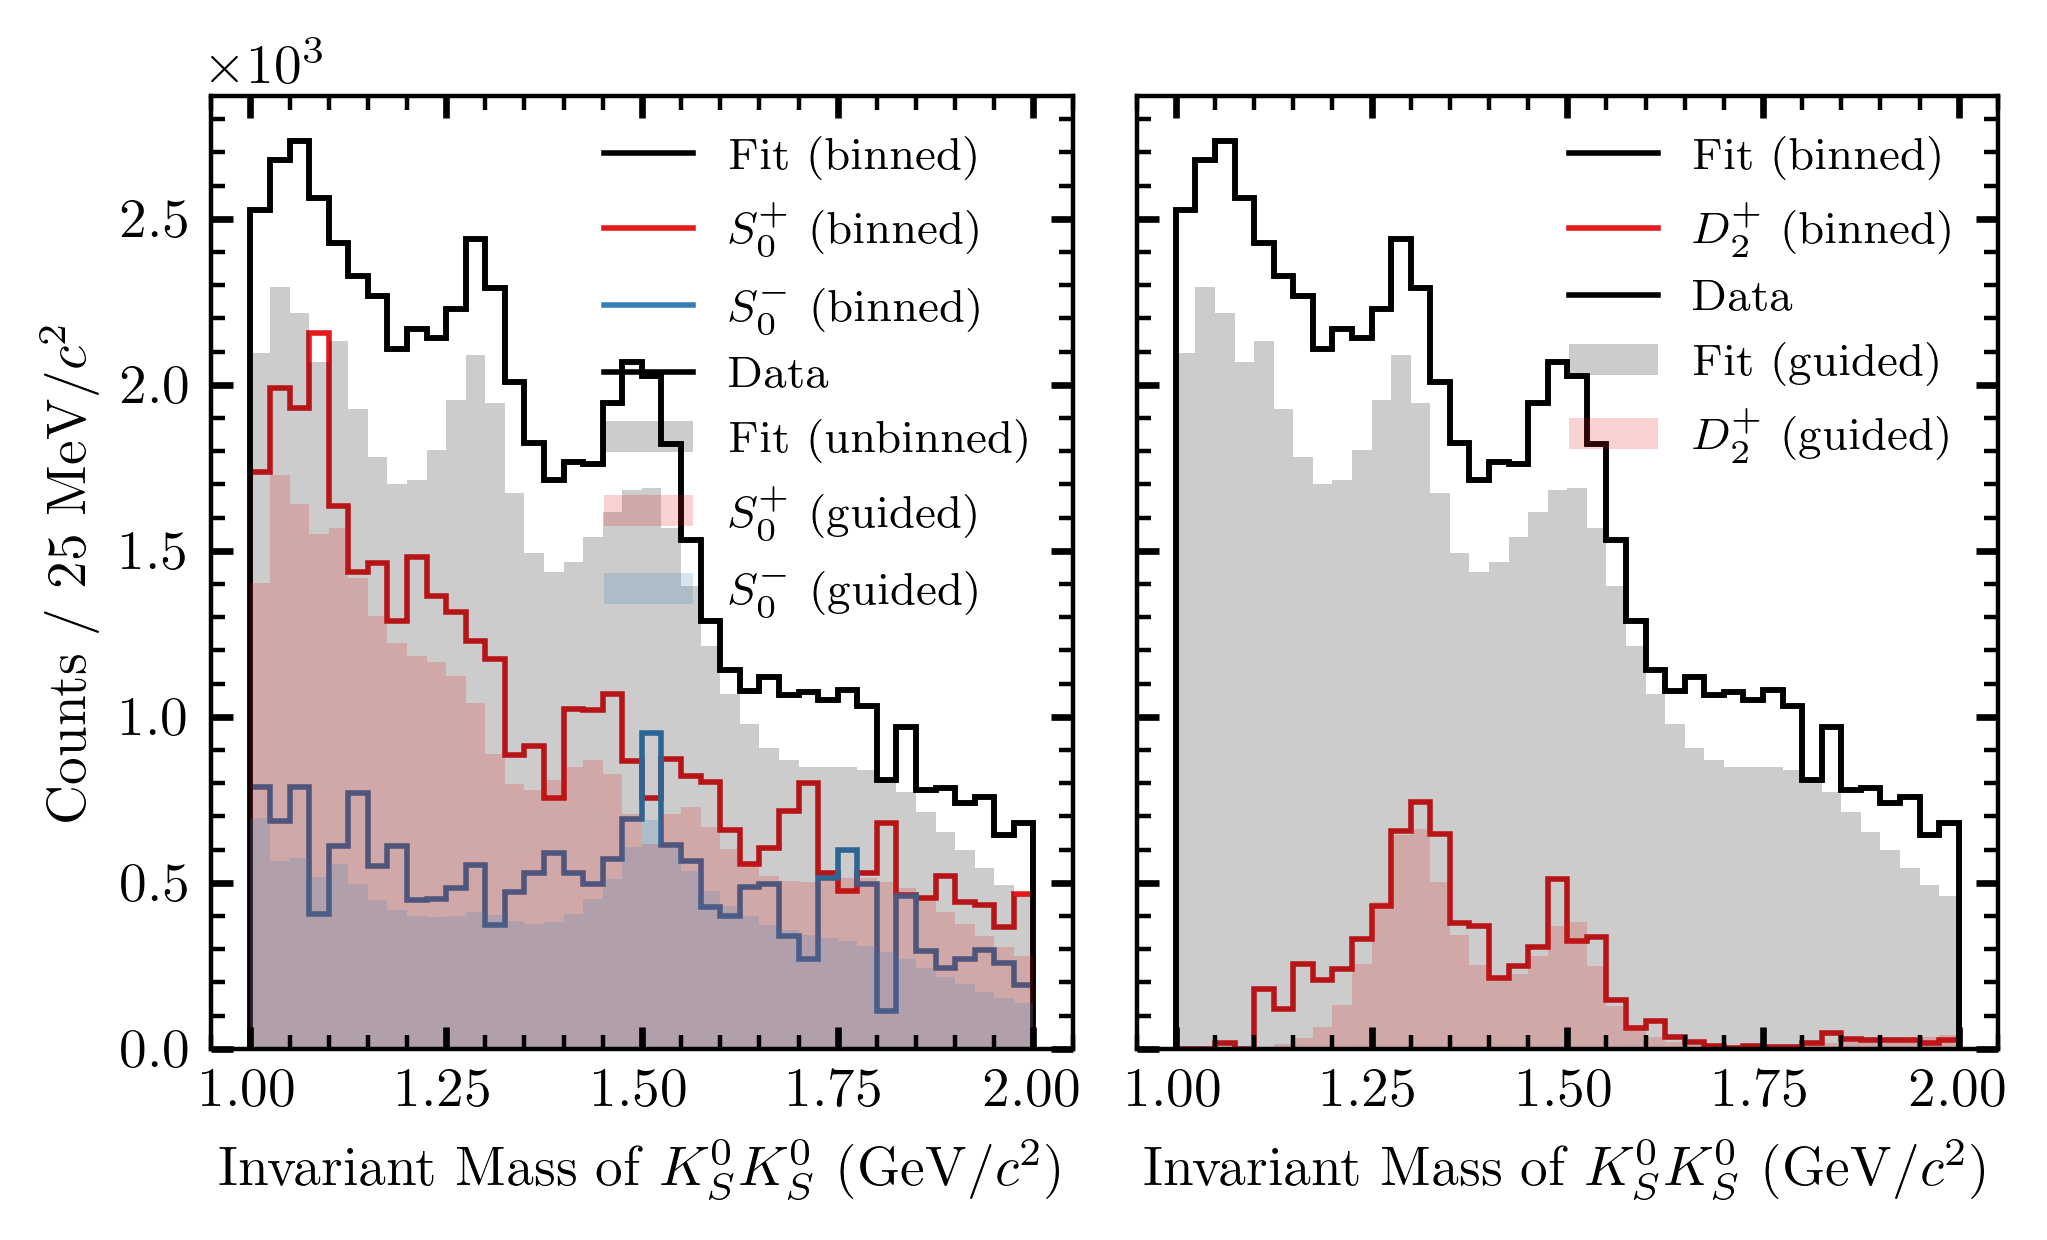 ×10³
Counts / 25 MeV/c²
2.5
2.0
1.5
1.0
0.5
0.0
Fit (binned)
S₀⁺ (binned)
S₀⁻ (binned)
Data
Fit (unbinned)
S₀⁺ (guided)
S₀⁻ (guided)
1.00 1.25 1.50 1.75 2.00
Invariant Mass of K⁰_S K⁰_S (GeV/c²)
Fit (binned)
D₂⁺ (binned)
Data
Fit (guided)
D₂⁺ (guided)
1.00 1.25 1.50 1.75 2.00
Invariant Mass of K⁰_S K⁰_S (GeV/c²)